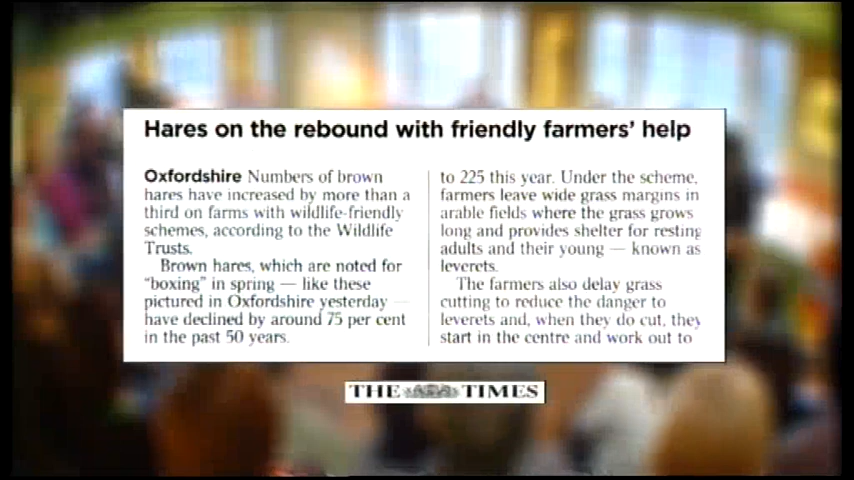 Hares on the rebound with friendly farmers' help
Oxfordshire Numbers of brown
hares have increased by more than a
third on farms with wildlife-friendly
schemes, according to the Wildlife
Trusts.
Brown hares, which are noted for
"boxing" in spring — like these
pictured in Oxfordshire yesterday —
have declined by around 75 per cent
in the past 50 years.
to 225 this year. Under the scheme,
farmers leave wide grass margins in
arable fields where the grass grows
long and provides shelter for resting
adults and their young — known as
leverets.
The farmers also delay grass
cutting to reduce the danger to
leverets and, when they do cut, they
start in the centre and work out to
THE TIMES